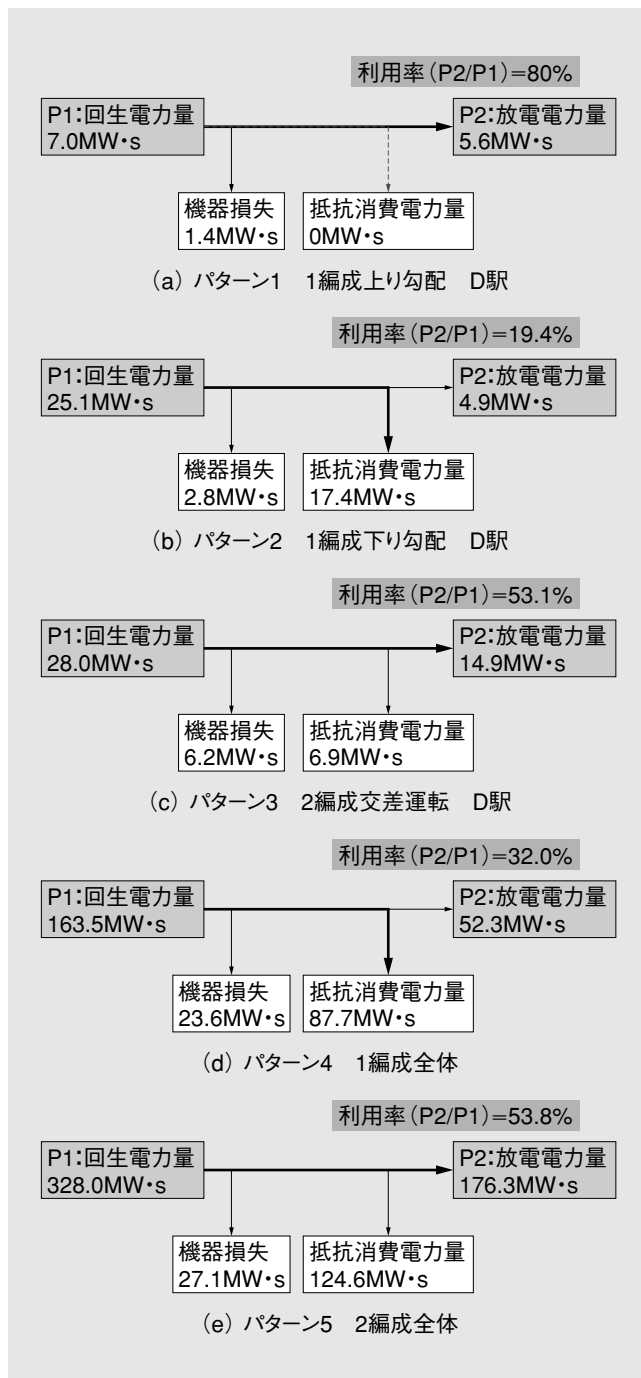 利用率（P2/P1）=80%
P1：回生電力量
7.0MW・s
P2：放電電力量
5.6MW・s
機器損失
1.4MW・s
抵抗消費電力量
0MW・s
（a）パターン1　1編成上り勾配　D駅
利用率（P2/P1）=19.4%
P1：回生電力量
25.1MW・s
P2：放電電力量
4.9MW・s
機器損失
2.8MW・s
抵抗消費電力量
17.4MW・s
（b）パターン2　1編成下り勾配　D駅
利用率（P2/P1）=53.1%
P1：回生電力量
28.0MW・s
P2：放電電力量
14.9MW・s
機器損失
6.2MW・s
抵抗消費電力量
6.9MW・s
（c）パターン3　2編成交差運転　D駅
利用率（P2/P1）=32.0%
P1：回生電力量
163.5MW・s
P2：放電電力量
52.3MW・s
機器損失
23.6MW・s
抵抗消費電力量
87.7MW・s
（d）パターン4　1編成全体
利用率（P2/P1）=53.8%
P1：回生電力量
328.0MW・s
P2：放電電力量
176.3MW・s
機器損失
27.1MW・s
抵抗消費電力量
124.6MW・s
（e）パターン5　2編成全体